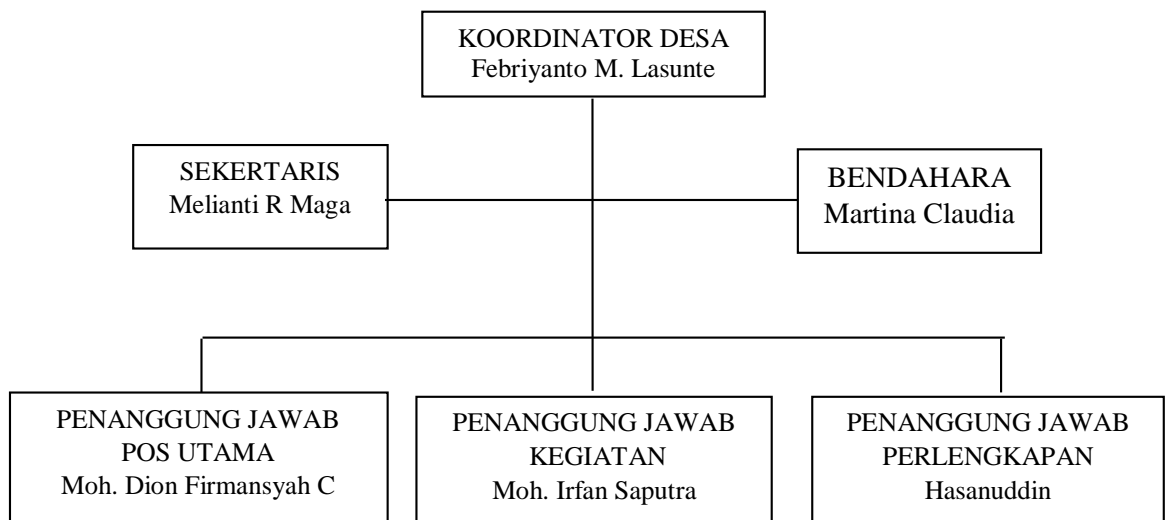 KOORDINATOR DESA
Febriyanto M. Lasunte
SEKERTARIS
Melianti R Maga
BENDAHARA
Martina Claudia
PENANGGUNG JAWAB
POS UTAMA
Moh. Dion Firmansyah C
PENANGGUNG JAWAB
KEGIATAN
Moh. Irfan Saputra
PENANGGUNG JAWAB
PERLENGKAPAN
Hasanuddin